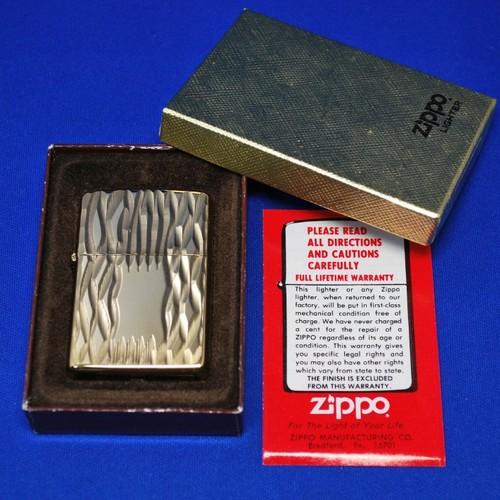 Zippo
LIGHTER
PLEASE READ
ALL DIRECTIONS
AND CAUTIONS
CAREFULLY
FULL LIFETIME WARRANTY
This lighter or any Zippo
lighter, when returned to our
factory, will be put in first-class
mechanical condition free of
charge. We have never charged
a cent for the repair of a
ZIPPO regardless of its age or
condition. This warranty gives
you specific legal rights and
you may also have other rights
which vary from state to state.
THE FINISH IS EXCLUDED
FROM THIS WARRANTY.
Zippo
For The Light of Your Life
ZIPPO MANUFACTURING CO.
Bradford, Pa. 16701